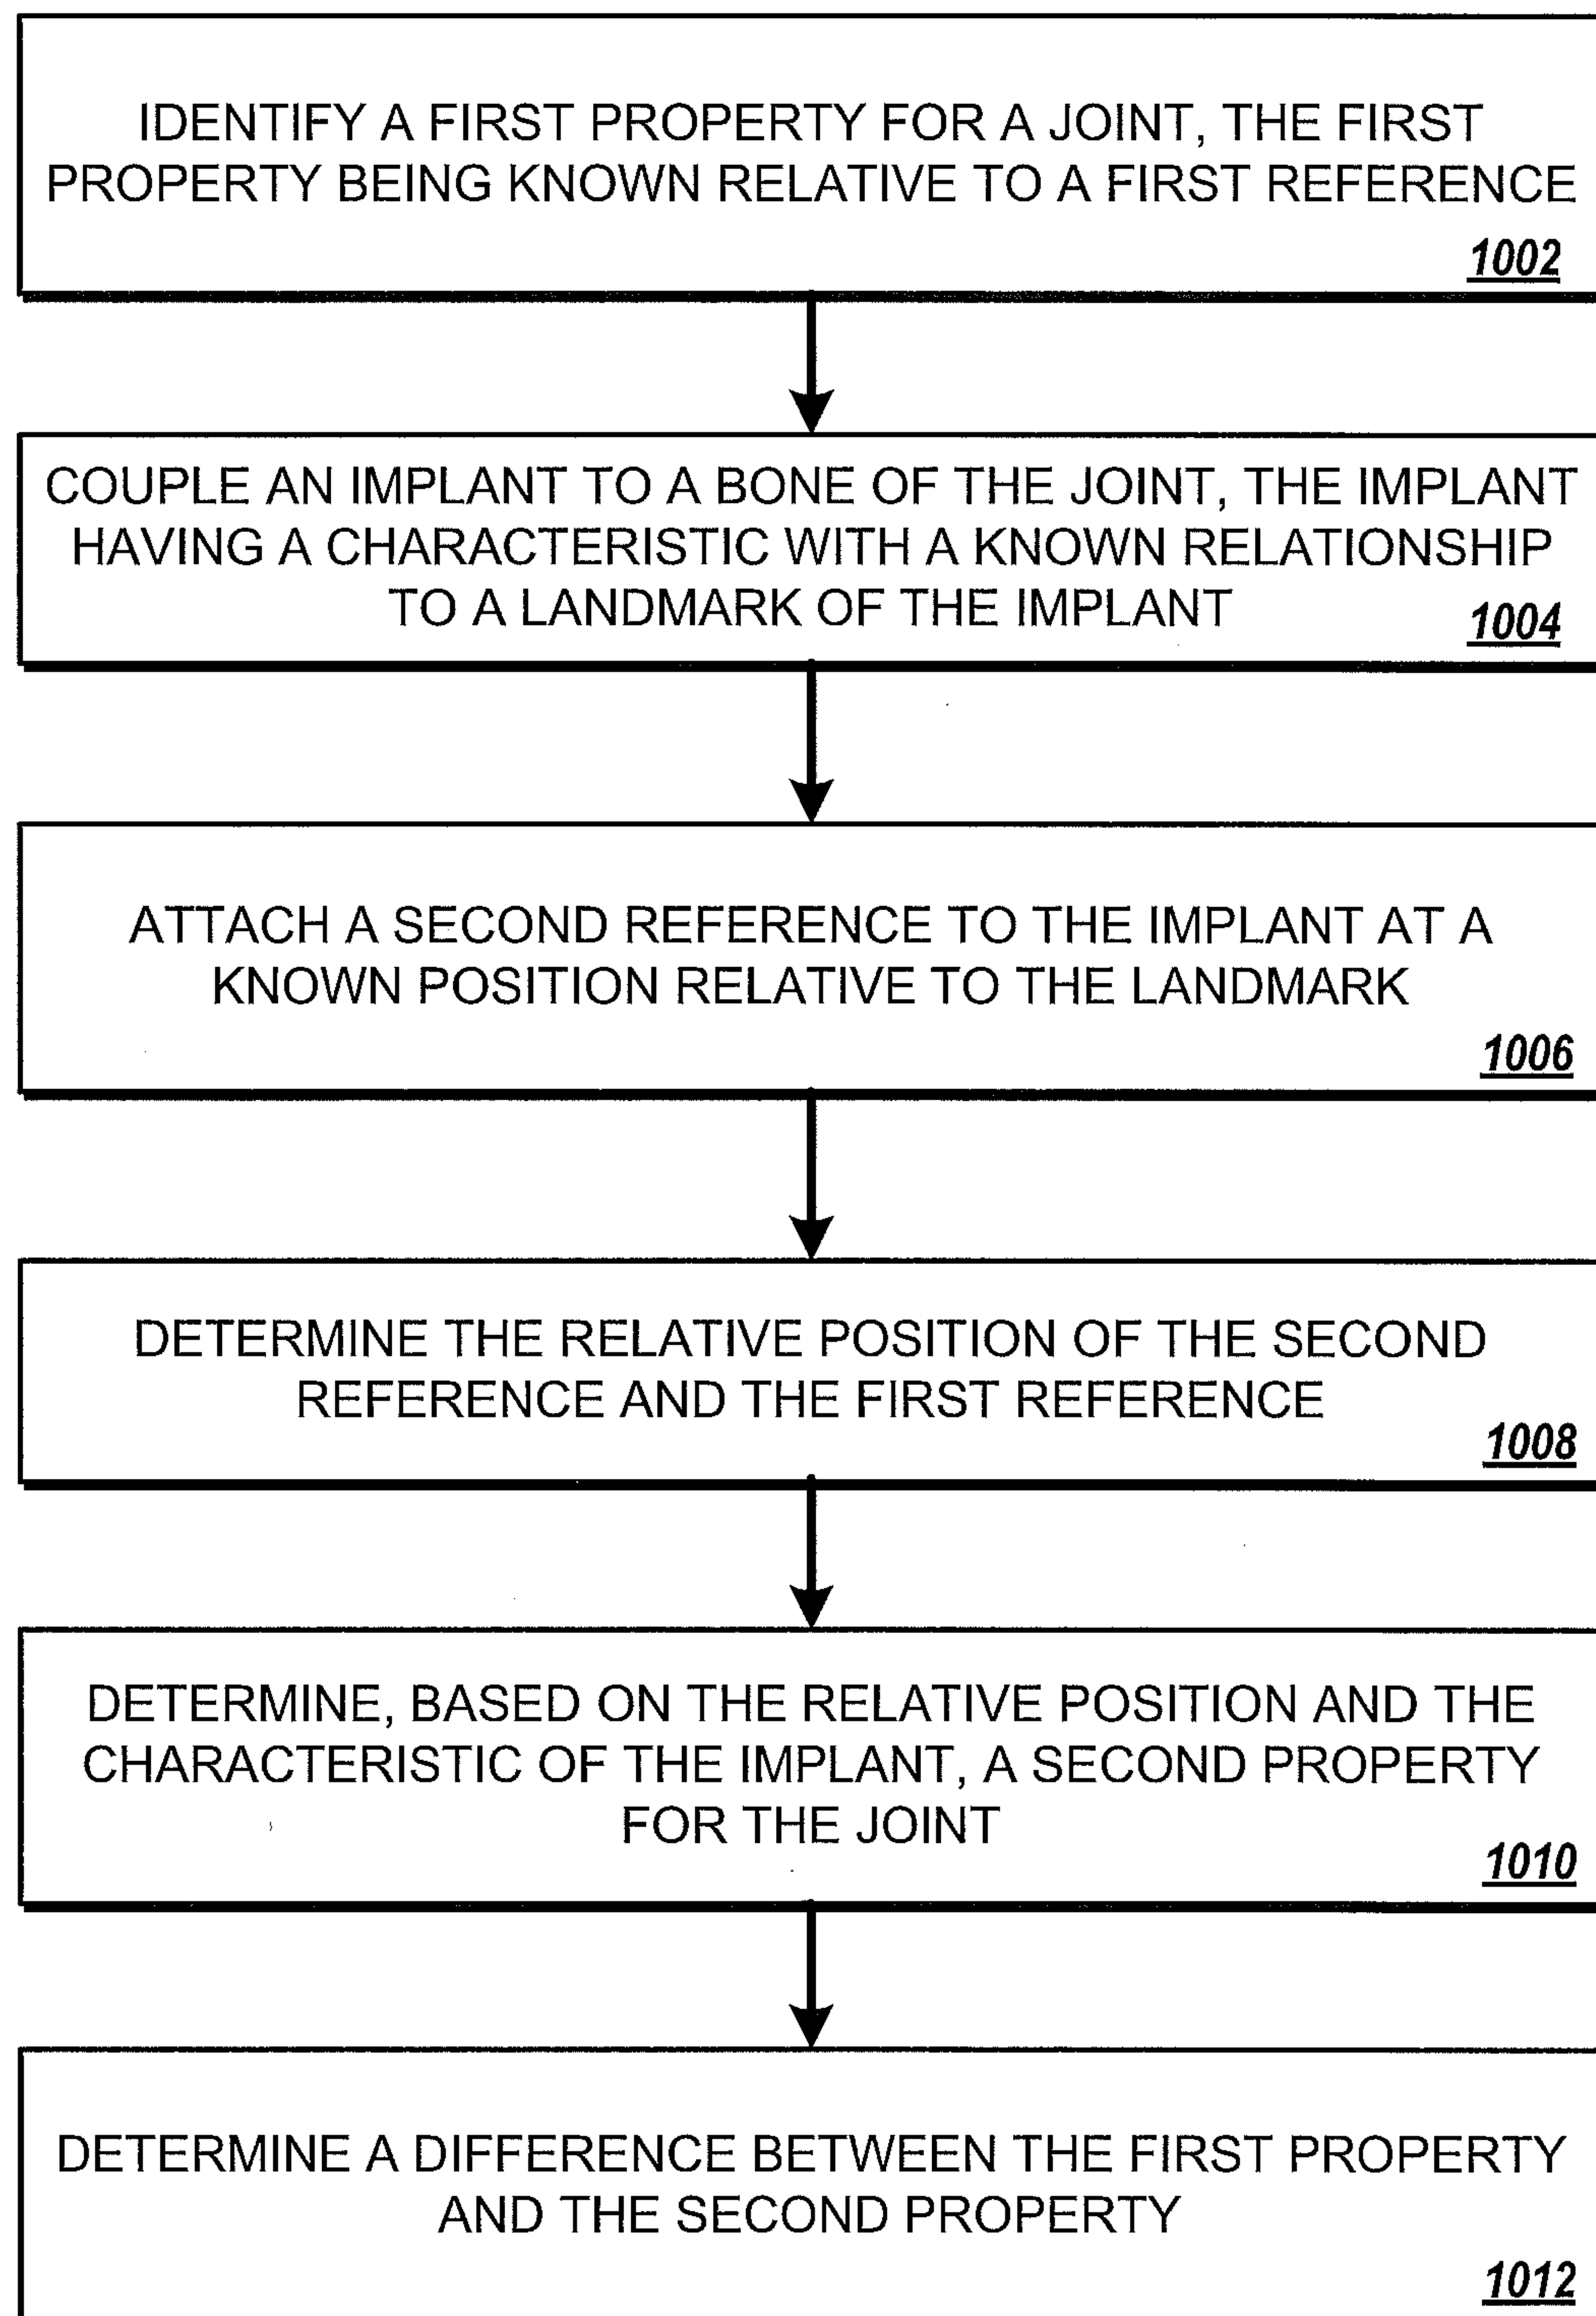 IDENTIFY A FIRST PROPERTY FOR A JOINT, THE FIRST
PROPERTY BEING KNOWN RELATIVE TO A FIRST REFERENCE
1002
COUPLE AN IMPLANT TO A BONE OF THE JOINT, THE IMPLANT
HAVING A CHARACTERISTIC WITH A KNOWN RELATIONSHIP
TO A LANDMARK OF THE IMPLANT
1004
ATTACH A SECOND REFERENCE TO THE IMPLANT AT A
KNOWN POSITION RELATIVE TO THE LANDMARK
1006
DETERMINE THE RELATIVE POSITION OF THE SECOND
REFERENCE AND THE FIRST REFERENCE
1008
DETERMINE, BASED ON THE RELATIVE POSITION AND THE
CHARACTERISTIC OF THE IMPLANT, A SECOND PROPERTY
FOR THE JOINT
1010
DETERMINE A DIFFERENCE BETWEEN THE FIRST PROPERTY
AND THE SECOND PROPERTY
1012